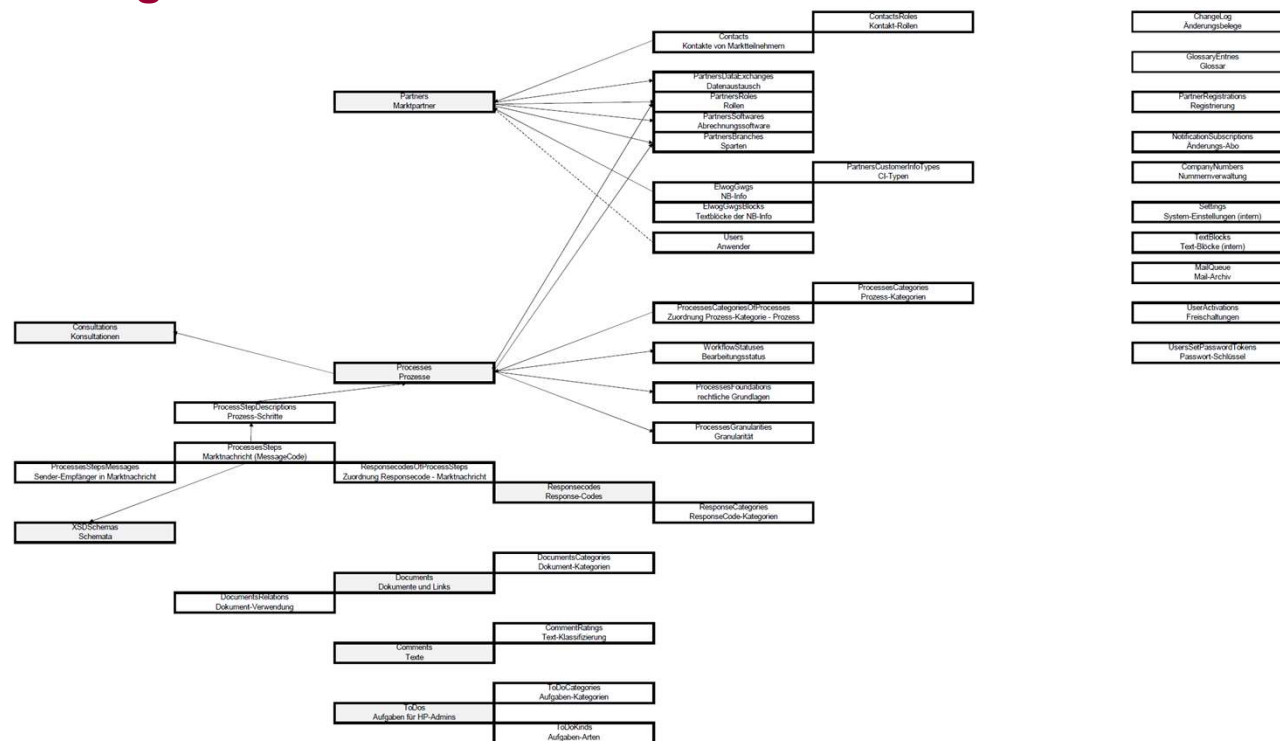 ContactsRoles
Kontakt-Rollen
Contacts
Kontakte von Marktteilnehmern
PartnersDataExchanges
Datenaustausch
Partners
Marktpartner
PartnersRoles
Rollen
PartnersSoftwares
Abrechnungssoftware
PartnersBranches
Sparten
PartnersCustomerInfoTypes
CI-Typen
ElwogGwgs
NB-Info
ElwogGwgsBlocks
Textblöcke der NB-Info
Users
Anwender
ProcessesCategories
Prozess-Kategorien
ProcessesCategoriesOfProcesses
Zuordnung Prozess-Kategorie - Prozess
Consultations
Konsultationen
WorkflowStatuses
Bearbeitungsstatus
Processes
Prozesse
ProcessesFoundations
rechtliche Grundlagen
ProcessStepDescriptions
Prozess-Schritte
ProcessesGranularities
Granularität
ProcessesSteps
Marktnachricht (MessageCode)
ProcessesStepsMessages
Sender-Empfänger in Marktnachricht
ResponsecodesOfProcessSteps
Zuordnung Responsecode - Marktnachricht
Responsecodes
Response-Codes
ResponseCategories
ResponseCode-Kategorien
XSDSchemas
Schemata
DocumentsCategories
Dokument-Kategorien
Documents
Dokumente und Links
DocumentsRelations
Dokument-Verwendung
CommentRatings
Text-Klassifizierung
Comments
Texte
ToDoCategories
Aufgaben-Kategorien
ToDos
Aufgaben für HP-Admins
ToDoKinds
Aufgaben-Arten
ChangeLog
Änderungsbelege
GlossaryEntries
Glossar
PartnerRegistrations
Registrierung
NotificationSubscriptions
Änderungs-Abo
CompanyNumbers
Nummernverwaltung
Settings
System-Einstellungen (intern)
TextBlocks
Text-Blöcke (intern)
MailQueue
Mail-Archiv
UserActivations
Freischaltungen
UsersSetPasswordTokens
Passwort-Schlüssel